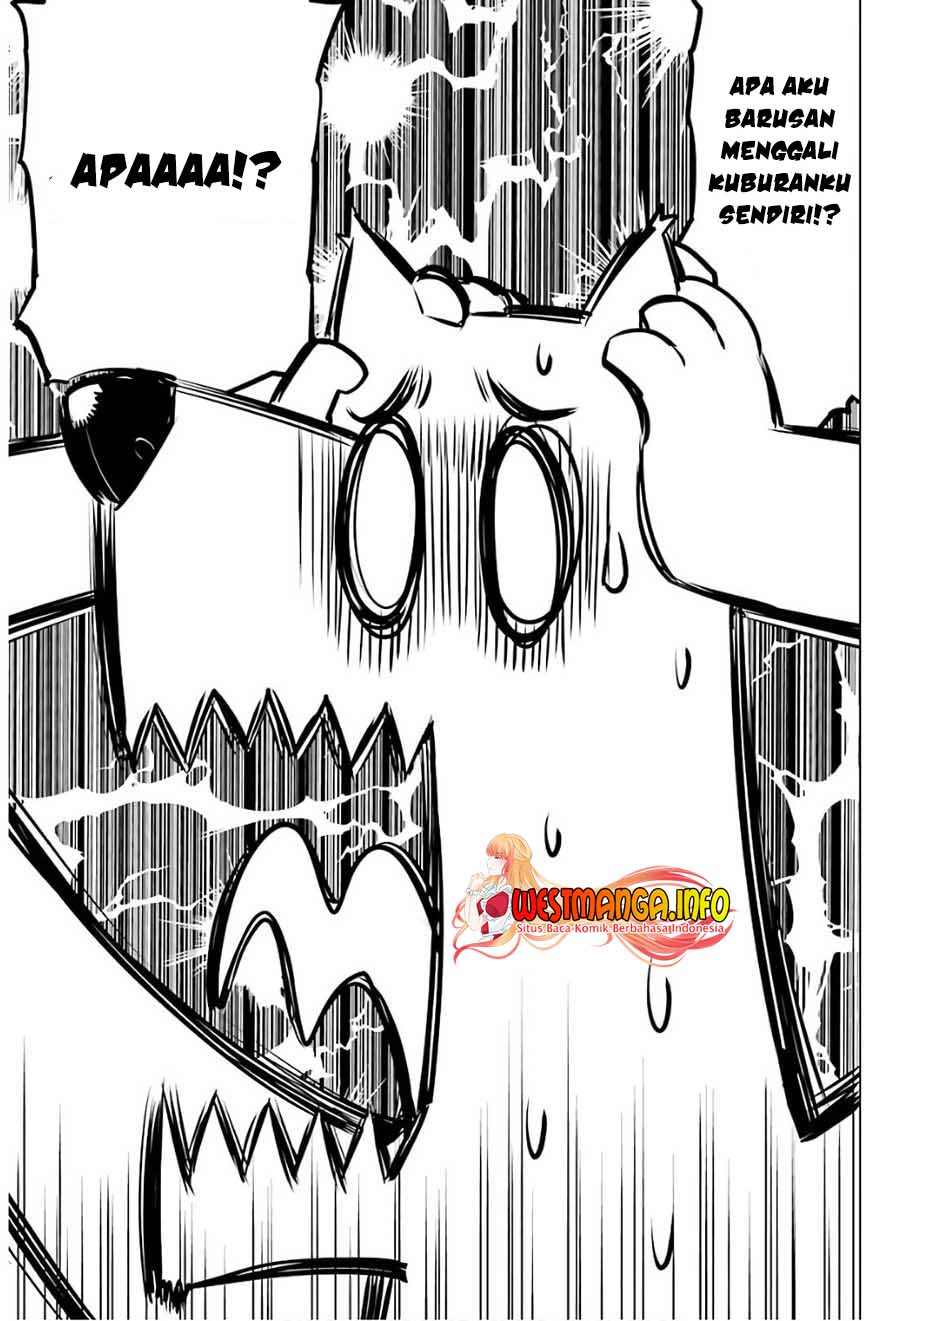 APA AKU
BARUSAN
MENGGALI
KUBURANKU
SENDIRI!?
APAAAA!?
WESTMANGA.INFO
Situs Baca Komik Berbahasa Indonesia